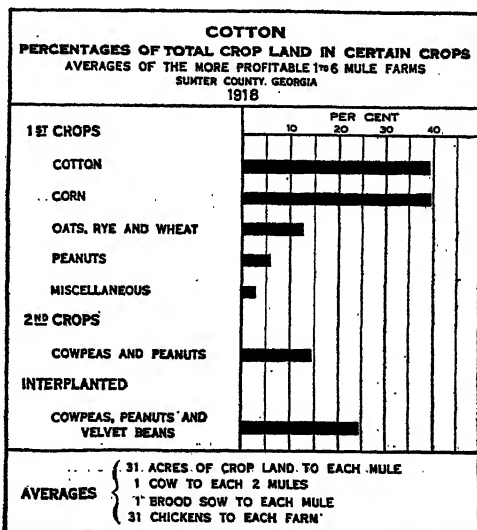 COTTON
PERCENTAGES OF TOTAL CROP LAND IN CERTAIN CROPS
AVERAGES OF THE MORE PROFITABLE 1 TO 6 MULE FARMS
SUMTER COUNTY, GEORGIA
1918
PER CENT
10 20 30 40
1ST CROPS
COTTON
CORN
OATS, RYE AND WHEAT
PEANUTS
MISCELLANEOUS
2ND CROPS
COWPEAS AND PEANUTS
INTERPLANTED
COWPEAS, PEANUTS AND
VELVET BEANS
AVERAGES
31 ACRES OF CROP LAND TO EACH MULE
1 COW TO EACH 2 MULES
1 BROOD SOW TO EACH MULE
31 CHICKENS TO EACH FARM